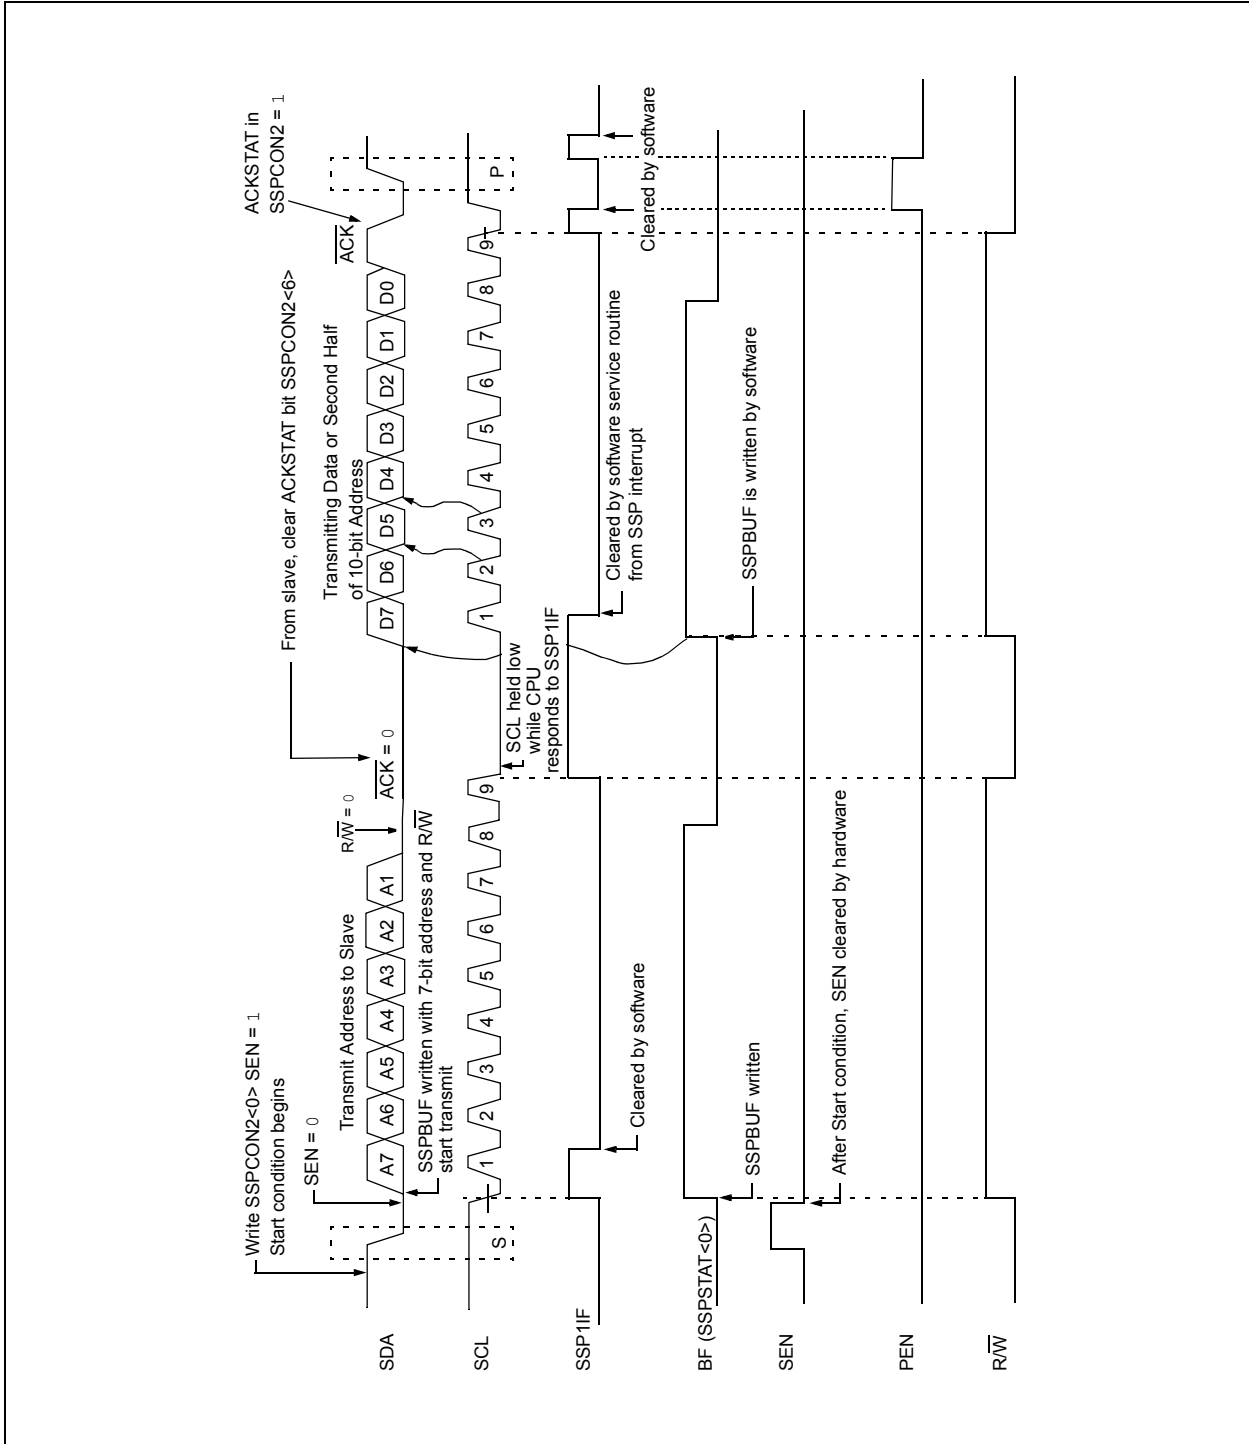 Write SSPCON2<0> SEN = 1
Start condition begins
SEN = 0
From slave, clear ACKSTAT bit SSPCON2<6>
ACKSTAT in
SSPCON2 = 1
Transmit Address to Slave
R/W = 0
ACK = 0
Transmitting Data or Second Half
of 10-bit Address
ACK
SDA
A7 A6 A5 A4 A3 A2 A1
D7 D6 D5 D4 D3 D2 D1 D0
SSPBUF written with 7-bit address and R/W
start transmit
SCL
S
1 2 3 4 5 6 7 8 9
1 2 3 4 5 6 7 8 9
P
SCL held low
while CPU
responds to SSP1IF
SSP1IF
Cleared by software
Cleared by software service routine
from SSP interrupt
Cleared by software
Cleared by software
BF (SSPSTAT<0>)
SSPBUF written
SSPBUF is written by software
SEN
After Start condition, SEN cleared by hardware
PEN
R/W